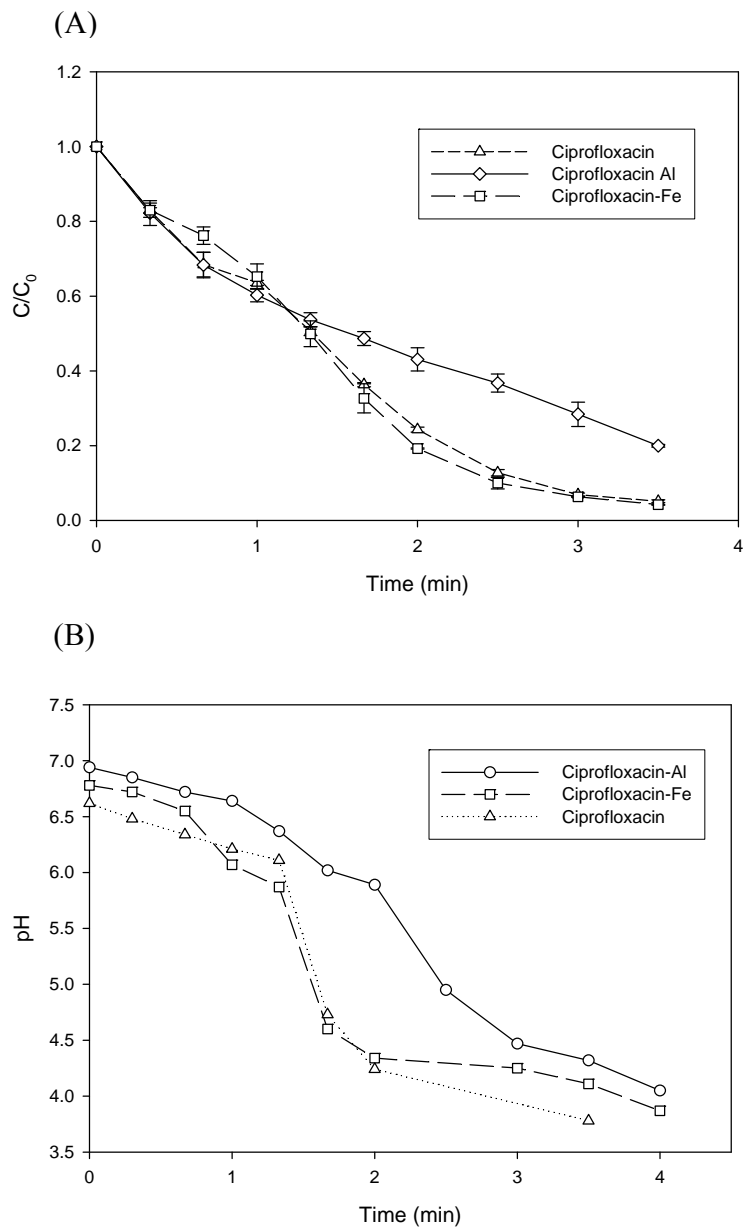 (A)
1.2
1.0
0.8
0.6
0.4
0.2
0.0
C/C0
Ciprofloxacin
Ciprofloxacin Al
Ciprofloxacin-Fe
0 1 2 3 4
Time (min)
(B)
7.5
7.0
6.5
6.0
5.5
5.0
4.5
4.0
3.5
pH
Ciprofloxacin-Al
Ciprofloxacin-Fe
Ciprofloxacin
0 1 2 3 4
Time (min)